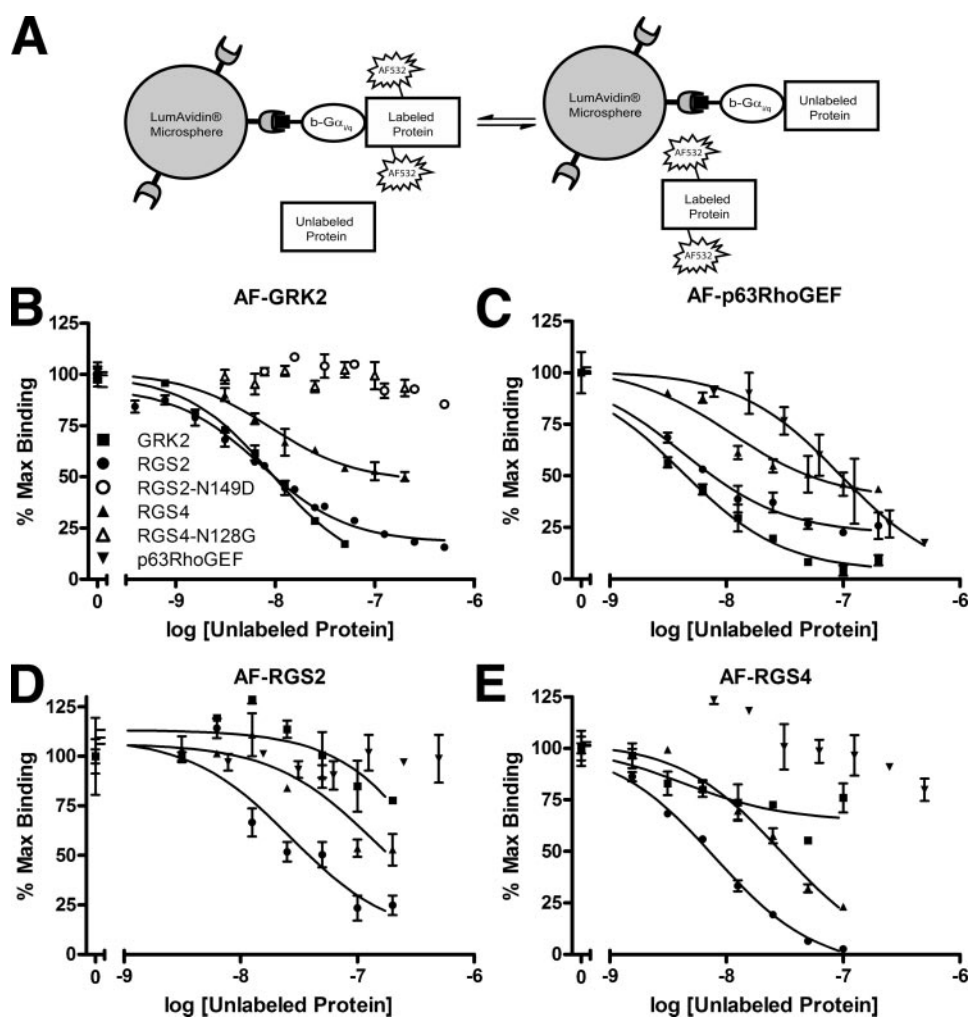 A
LumAvidin®
Microsphere
b-Gαi/q
AF532
Labeled
Protein
AF532
Unlabeled
Protein
LumAvidin®
Microsphere
b-Gαi/q
Unlabeled
Protein
AF532
Labeled
Protein
AF532
B
AF-GRK2
% Max Binding
125
100
75
50
25
0
GRK2
RGS2
RGS2-N149D
RGS4
RGS4-N128G
p63RhoGEF
0
-9
-8
-7
-6
log [Unlabeled Protein]
C
AF-p63RhoGEF
% Max Binding
125
100
75
50
25
0
0
-9
-8
-7
-6
log [Unlabeled Protein]
D
AF-RGS2
% Max Binding
125
100
75
50
25
0
0
-9
-8
-7
-6
log [Unlabeled Protein]
E
AF-RGS4
% Max Binding
125
100
75
50
25
0
0
-9
-8
-7
-6
log [Unlabeled Protein]